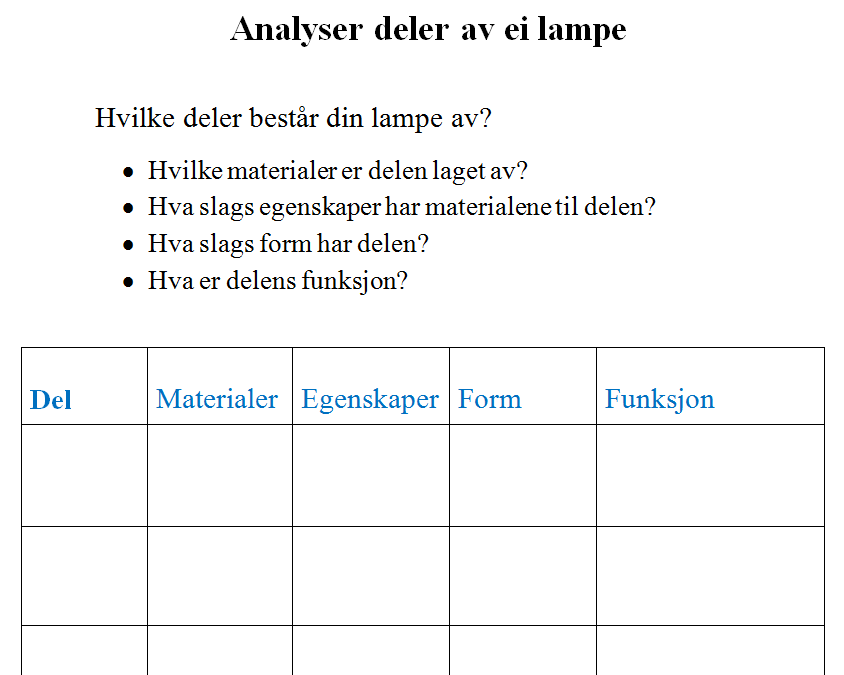 Analyser deler av ei lampe
Hvilke deler består din lampe av?
• Hvilke materialer er delen laget av?
• Hva slags egenskaper har materialene til delen?
• Hva slags form har delen?
• Hva er delens funksjon?
Del Materialer Egenskaper Form Funksjon